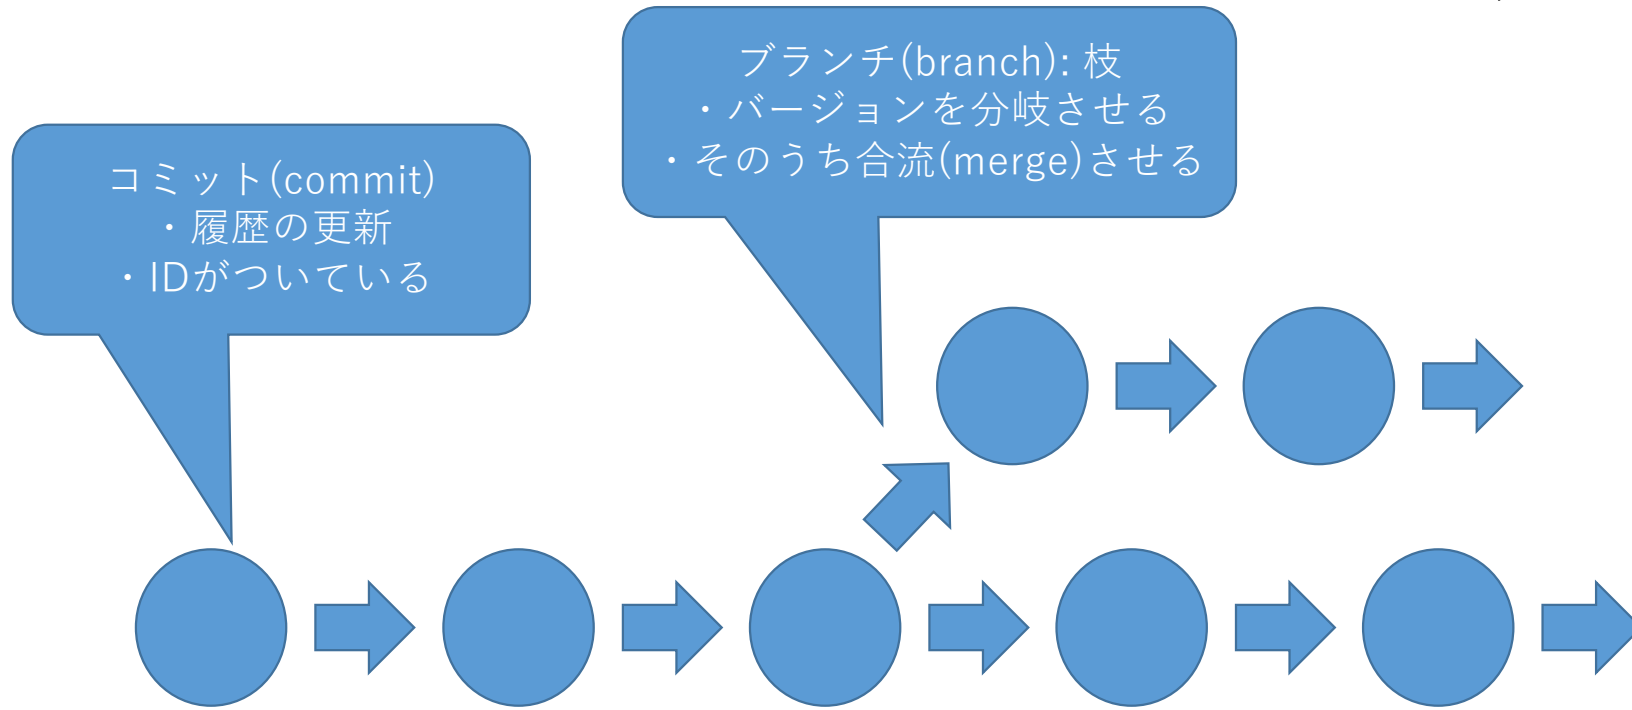 コミット(commit)
・履歴の更新
・IDがついている
ブランチ(branch): 枝
・バージョンを分岐させる
・そのうち合流(merge)させる